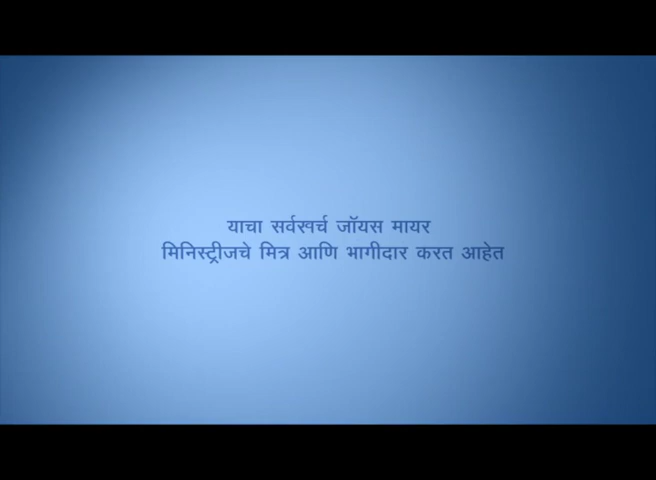 याचा सर्वखर्च जॉयस मायर
मिनिस्ट्रीजचे मित्र आणि भागीदार करत आहेत